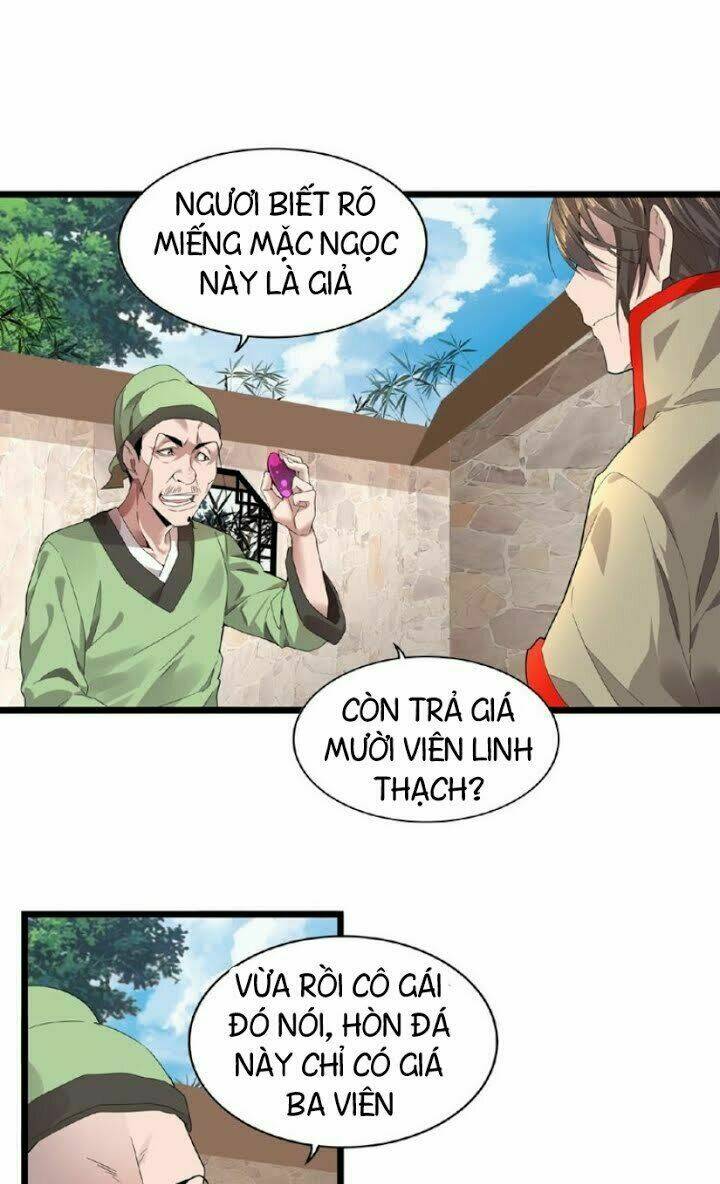 NGƯƠI BIẾT RÕ
MIẾNG MẶC NGỌC
NÀY LÀ GIẢ
CÒN TRẢ GIÁ
MƯỜI VIÊN LINH
THẠCH?
VỪA RỒI CÔ GÁI
ĐÓ NÓI, HÒN ĐÁ
NÀY CHỈ CÓ GIÁ
BA VIÊN